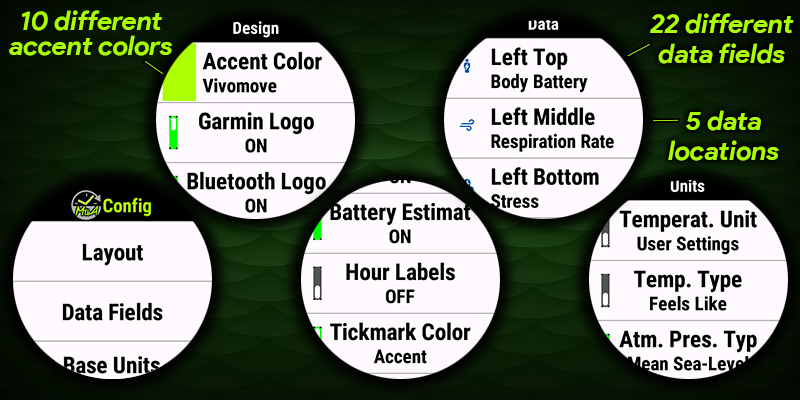 10 different
accent colors
Design
Accent Color
Vivomove
Garmin Logo
ON
Bluetooth Logo
ON
Data
Left Top
Body Battery
Left Middle
Respiration Rate
Left Bottom
Stress
22 different
data fields
5 data
locations
Config
Layout
Data Fields
Base Units
ON
Battery Estimat
ON
Hour Labels
OFF
Tickmark Color
Accent
Units
Temperat. Unit
User Settings
Temp. Type
Feels Like
Atm. Pres. Typ
Mean Sea-Level